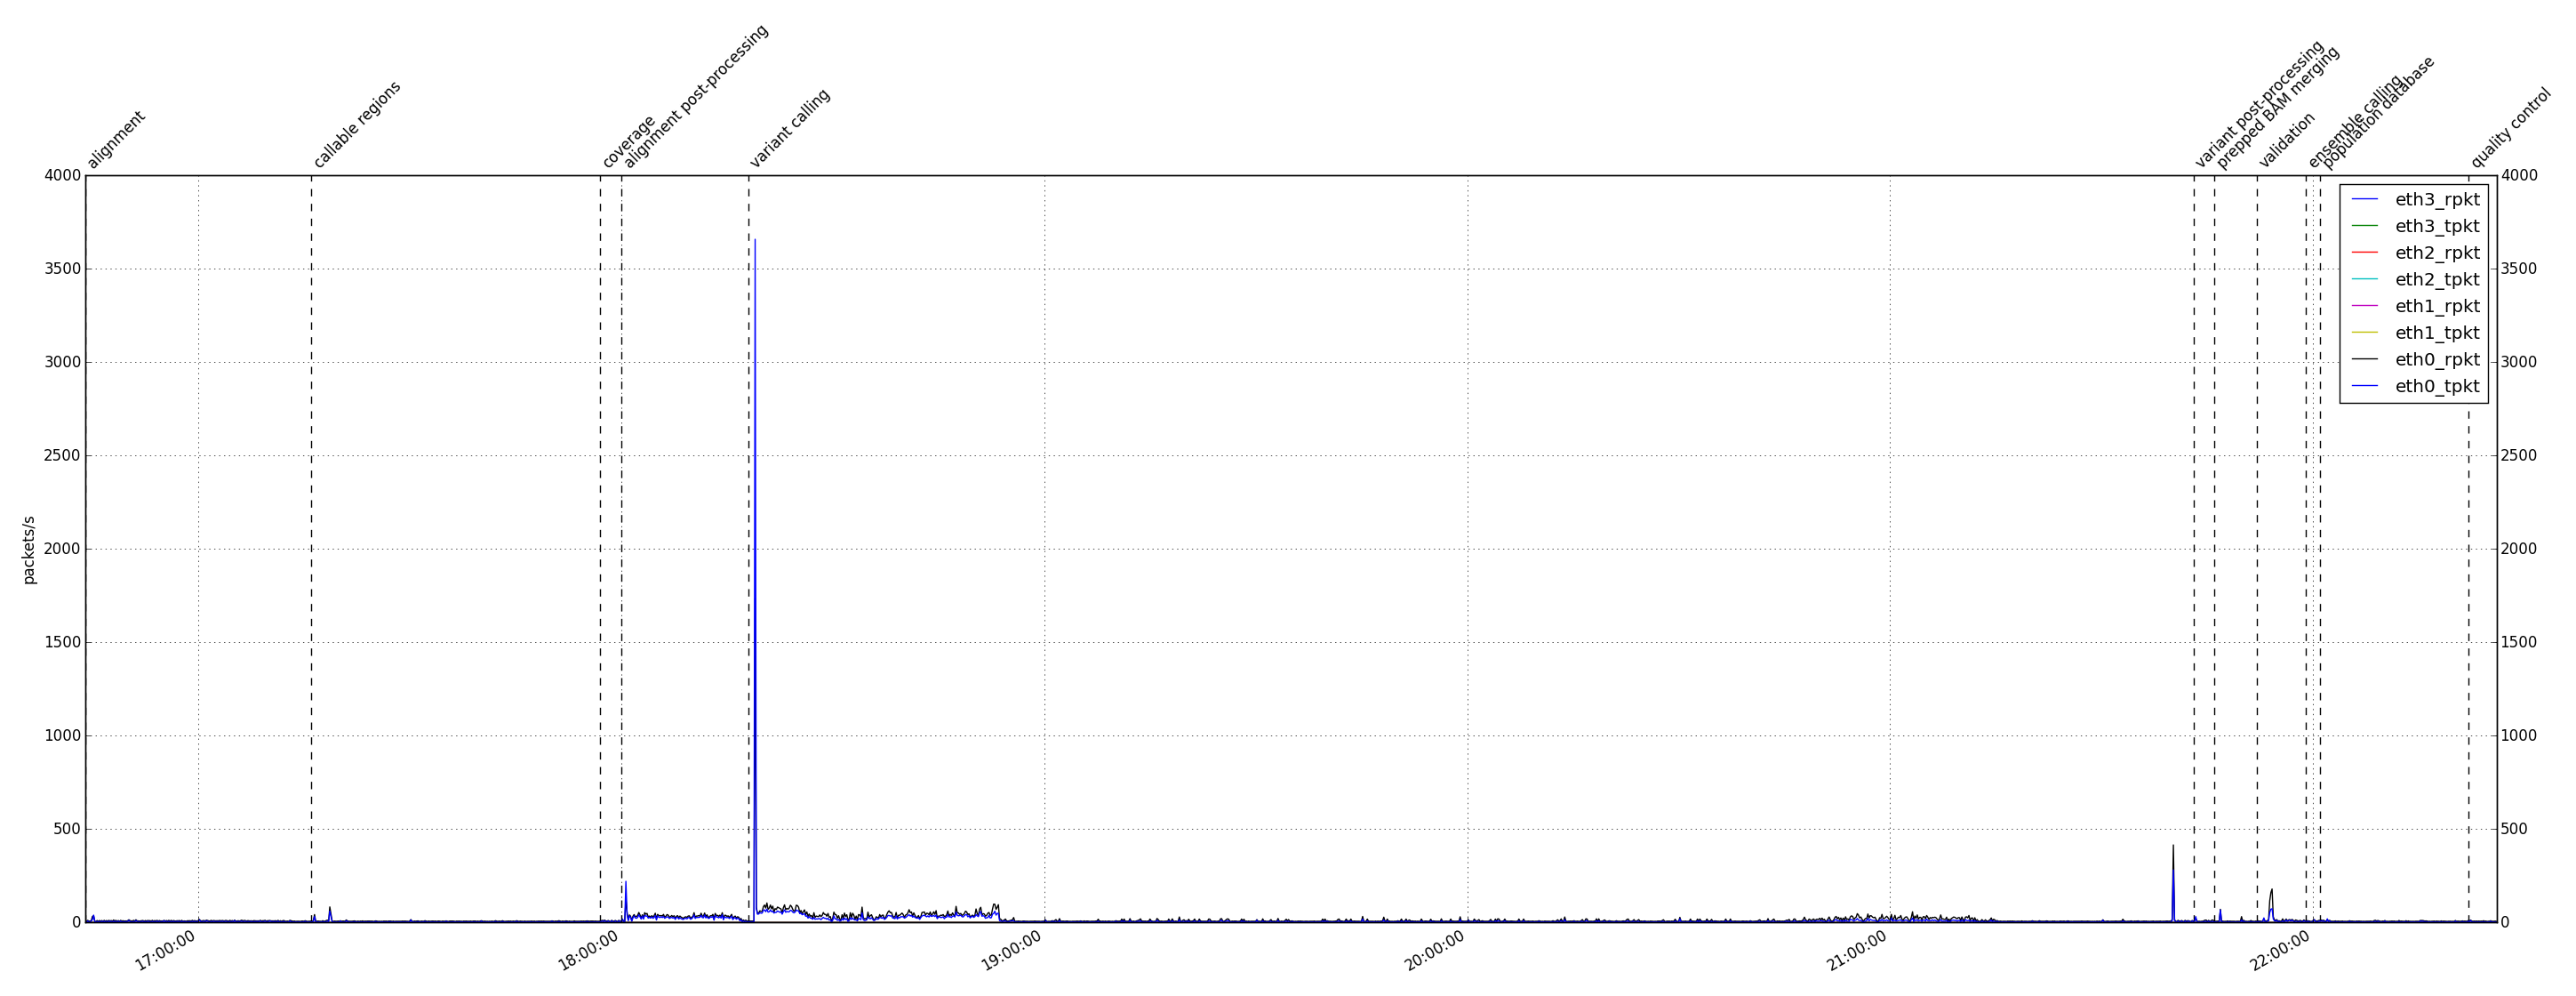 alignment
callable regions
coverage
alignment post-processing
variant calling
variant post-processing
prepped BAM merging
validation
ensemble calling
population database
quality control
packets/s
4000
3500
3000
2500
2000
1500
1000
500
0
4000
3500
3000
2500
2000
1500
1000
500
0
eth3_rpkt
eth3_tpkt
eth2_rpkt
eth2_tpkt
eth1_rpkt
eth1_tpkt
eth0_rpkt
eth0_tpkt
17:00:00
18:00:00
19:00:00
20:00:00
21:00:00
22:00:00